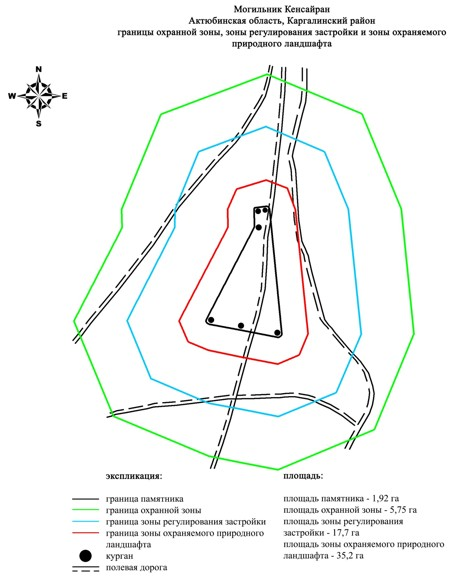 Могильник Кенсайран
Актюбинская область, Каргалинский район
границы охранной зоны, зоны регулирования застройки и зоны охраняемого
природного ландшафта
N
W E
S
экспликация:
граница памятника
граница охранной зоны
граница зоны регулирования застройки
граница зоны охраняемого природного
ландшафта
курган
полевая дорога
площадь:
площадь памятника - 1,92 га
площадь охранной зоны - 5,75 га
площадь зоны регулирования
застройки - 17,7 га
площадь зоны охраняемого природного
ландшафта - 35,2 га